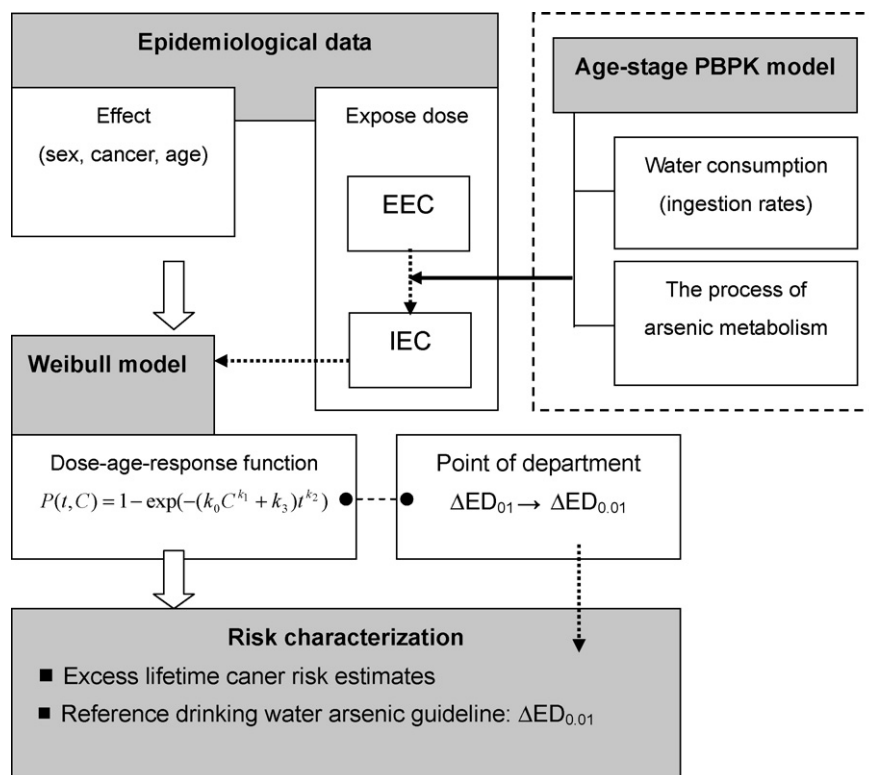 Epidemiological data
Effect
(sex, cancer, age)
Expose dose
EEC
IEC
Age-stage PBPK model
Water consumption
(ingestion rates)
The process of
arsenic metabolism
Weibull model
Dose-age-response function
P(t,C) = 1 − exp(−(k₀C^{k₁} + k₃)t^{k₂})
Point of department
ΔED₀₁ → ΔED₀.₀₁
Risk characterization
■ Excess lifetime caner risk estimates
■ Reference drinking water arsenic guideline: ΔED₀.₀₁